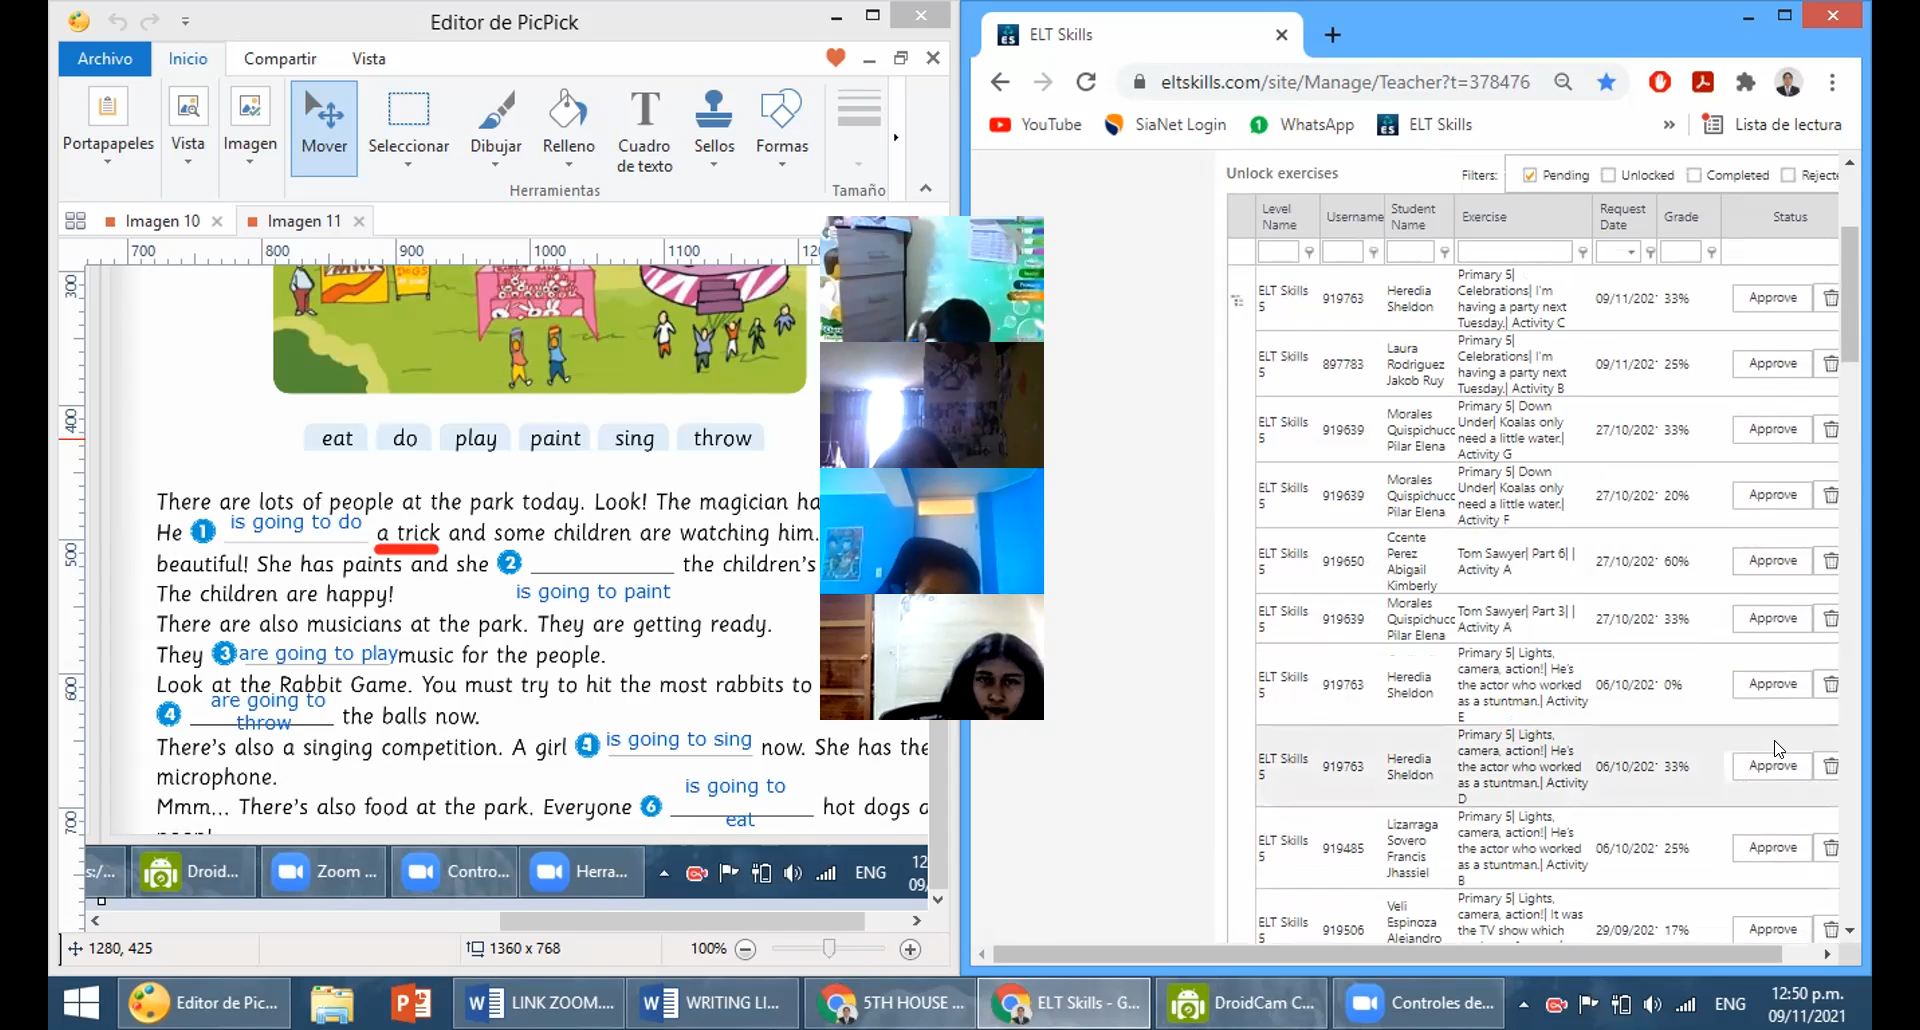 Editor de PicPick
Archivo
Inicio
Compartir
Vista
Portapapeles
Vista
Imagen
Mover
Seleccionar
Dibujar
Relleno
Cuadro
de texto
Sellos
Formas
Herramientas
Tamaño
Imagen 10
Imagen 11
700
800
900
1000
1100
300
400
500
600
700
eat
do
play
paint
sing
throw
There are lots of people at the park today. Look! The magician ha
is going to do
He 1 a trick and some children are watching him.
beautiful! She has paints and she 2 the children's
is going to paint
The children are happy!
There are also musicians at the park. They are getting ready.
They 3 are going to play music for the people.
Look at the Rabbit Game. You must try to hit the most rabbits to
are going to
4 throw the balls now.
There's also a singing competition. A girl is going to sing now. She has the
microphone.
is going to
Mmm... There's also food at the park. Everyone 6 hot dogs a
eat
Droid...
Zoom ...
Contro...
Herra...
ENG
12
09/
1280, 425
1360 x 768
100%
ELT Skills
eltskills.com/site/Manage/Teacher?t=378476
YouTube
SiaNet Login
WhatsApp
ELT Skills
Lista de lectura
Unlock exercises
Filters:
Pending
Unlocked
Completed
Rejecte
Level
Name
Username
Student
Name
Exercise
Request
Date
Grade
Status
ELT Skills
5
919763
Heredia
Sheldon
Primary 5|
Celebrations| I'm
having a party next
Tuesday.| Activity C
09/11/202
33%
Approve
ELT Skills
5
897783
Laura
Rodriguez
Jakob Ruy
Primary 5|
Celebrations| I'm
having a party next
Tuesday.| Activity B
09/11/202
25%
Approve
ELT Skills
5
919639
Morales
Quispichucc
Pilar Elena
Primary 5| Down
Under| Koalas only
need a little water.|
Activity G
27/10/202
33%
Approve
ELT Skills
5
919639
Morales
Quispichucc
Pilar Elena
Primary 5| Down
Under| Koalas only
need a little water.|
Activity F
27/10/202
20%
Approve
ELT Skills
5
919650
Ccente
Perez
Abigail
Kimberly
Tom Sawyer| Part 6| |
Activity A
27/10/202
60%
Approve
ELT Skills
5
919639
Morales
Quispichucc
Pilar Elena
Tom Sawyer| Part 3| |
Activity A
27/10/202
33%
Approve
ELT Skills
5
919763
Heredia
Sheldon
Primary 5| Lights,
camera, action!| He's
the actor who worked
as a stuntman.| Activity
E
06/10/202
0%
Approve
ELT Skills
5
919763
Heredia
Sheldon
Primary 5| Lights,
camera, action!| He's
the actor who worked
as a stuntman.| Activity
D
06/10/202
33%
Approve
ELT Skills
5
919485
Lizarraga
Sovero
Francis
Jhassiel
Primary 5| Lights,
camera, action!| He's
the actor who worked
as a stuntman.| Activity
B
06/10/202
25%
Approve
ELT Skills
5
919506
Veli
Espinoza
Alejandro
Primary 5| Lights,
camera, action!| It was
the TV show which
29/09/202
17%
Approve
Editor de Pic...
LINK ZOOM....
WRITING LI...
5TH HOUSE ...
ELT Skills - G...
DroidCam C...
Controles de...
ENG
12:50 p.m.
09/11/2021